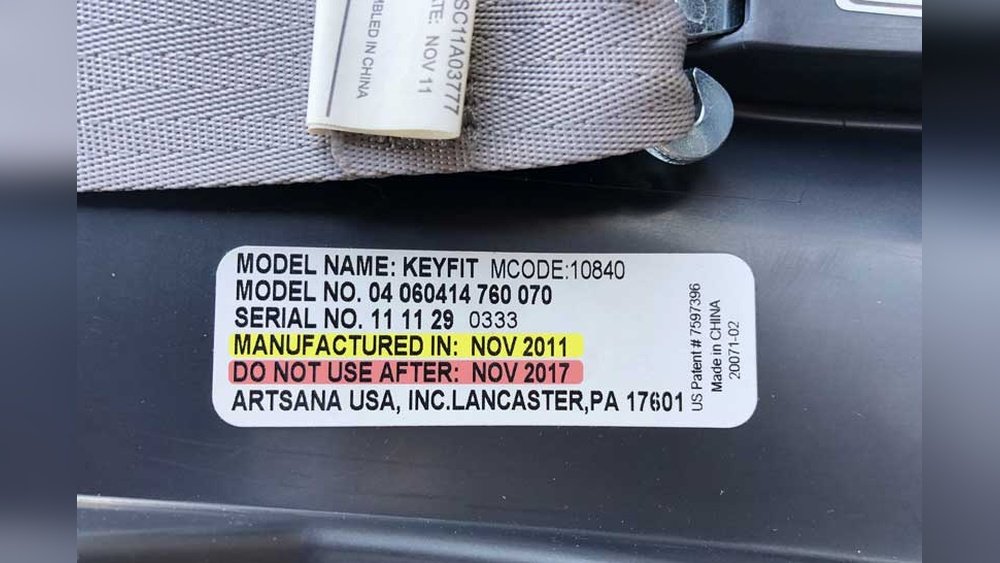 SC11A03777
ATE: NOV 11
MBLED IN CHINA
MODEL NAME: KEYFIT MCODE:10840
MODEL NO. 04 060414 760 070
SERIAL NO. 11 11 29 0333
MANUFACTURED IN: NOV 2011
DO NOT USE AFTER: NOV 2017
ARTSANA USA, INC.LANCASTER,PA 17601
US Patent # 7597396
Made in CHINA
20071-02